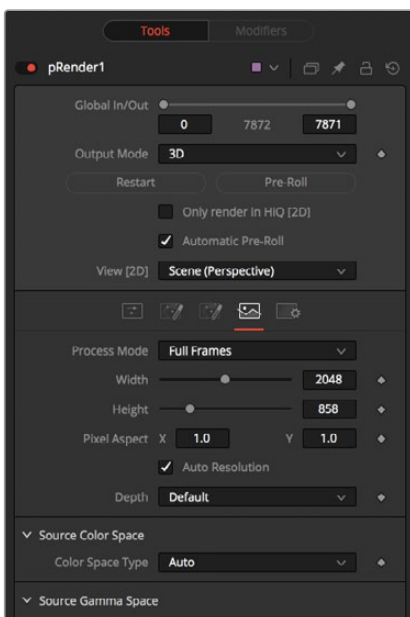 Tools Modifiers
pRender1
Global In/Out
0 7872 7871
Output Mode 3D
Restart Pre-Roll
Only render in HiQ [2D]
Automatic Pre-Roll
View [2D] Scene (Perspective)
Process Mode Full Frames
Width 2048
Height 858
Pixel Aspect X 1.0 Y 1.0
Auto Resolution
Depth Default
Source Color Space
Color Space Type Auto
Source Gamma Space